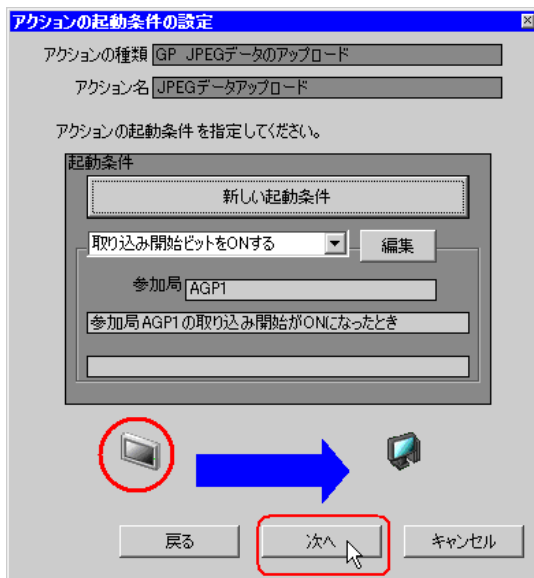 アクションの起動条件の設定
アクションの種類 GP JPEGデータのアップロード
アクション名 JPEGデータアップロード
アクションの起動条件を指定してください。
起動条件
新しい起動条件
取り込み開始ビットをONする 編集
参加局 AGP1
参加局AGP1の取り込み開始がONになったとき
戻る 次へ キャンセル